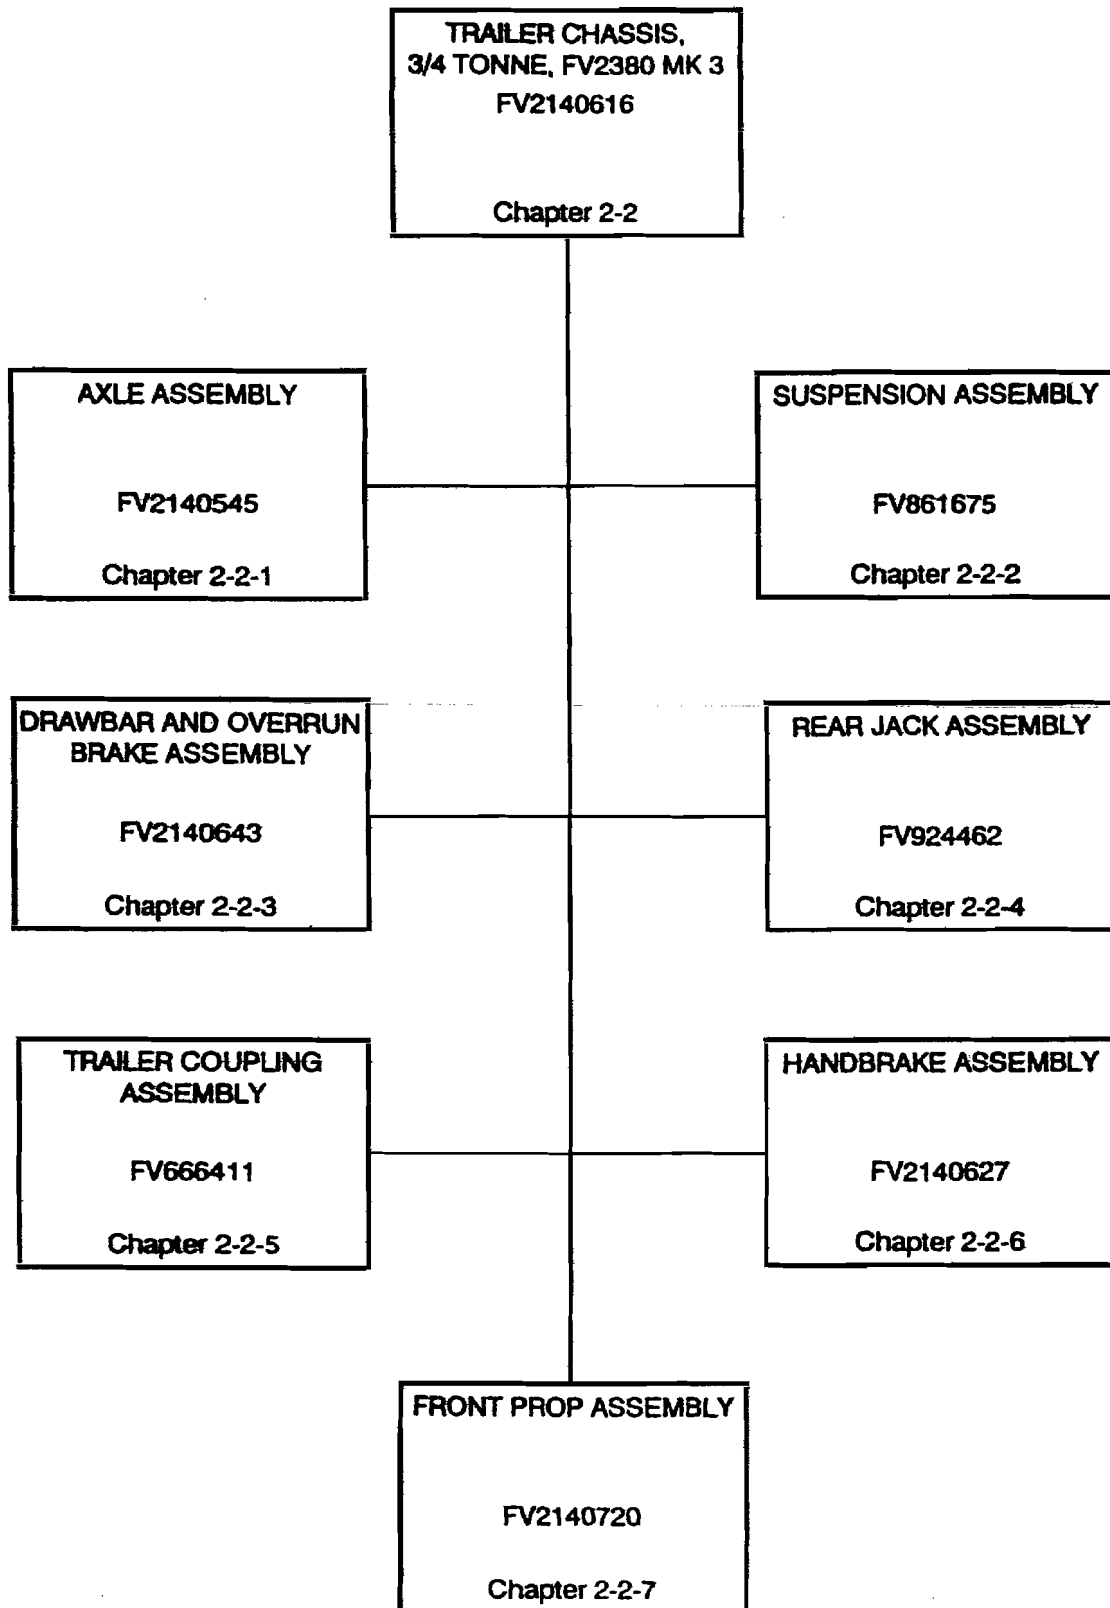 TRAILER CHASSIS,
3/4 TONNE, FV2380 MK 3
FV2140616
Chapter 2-2
AXLE ASSEMBLY
FV2140545
Chapter 2-2-1
SUSPENSION ASSEMBLY
FV861675
Chapter 2-2-2
DRAWBAR AND OVERRUN
BRAKE ASSEMBLY
FV2140643
Chapter 2-2-3
REAR JACK ASSEMBLY
FV924462
Chapter 2-2-4
TRAILER COUPLING
ASSEMBLY
FV666411
Chapter 2-2-5
HANDBRAKE ASSEMBLY
FV2140627
Chapter 2-2-6
FRONT PROP ASSEMBLY
FV2140720
Chapter 2-2-7